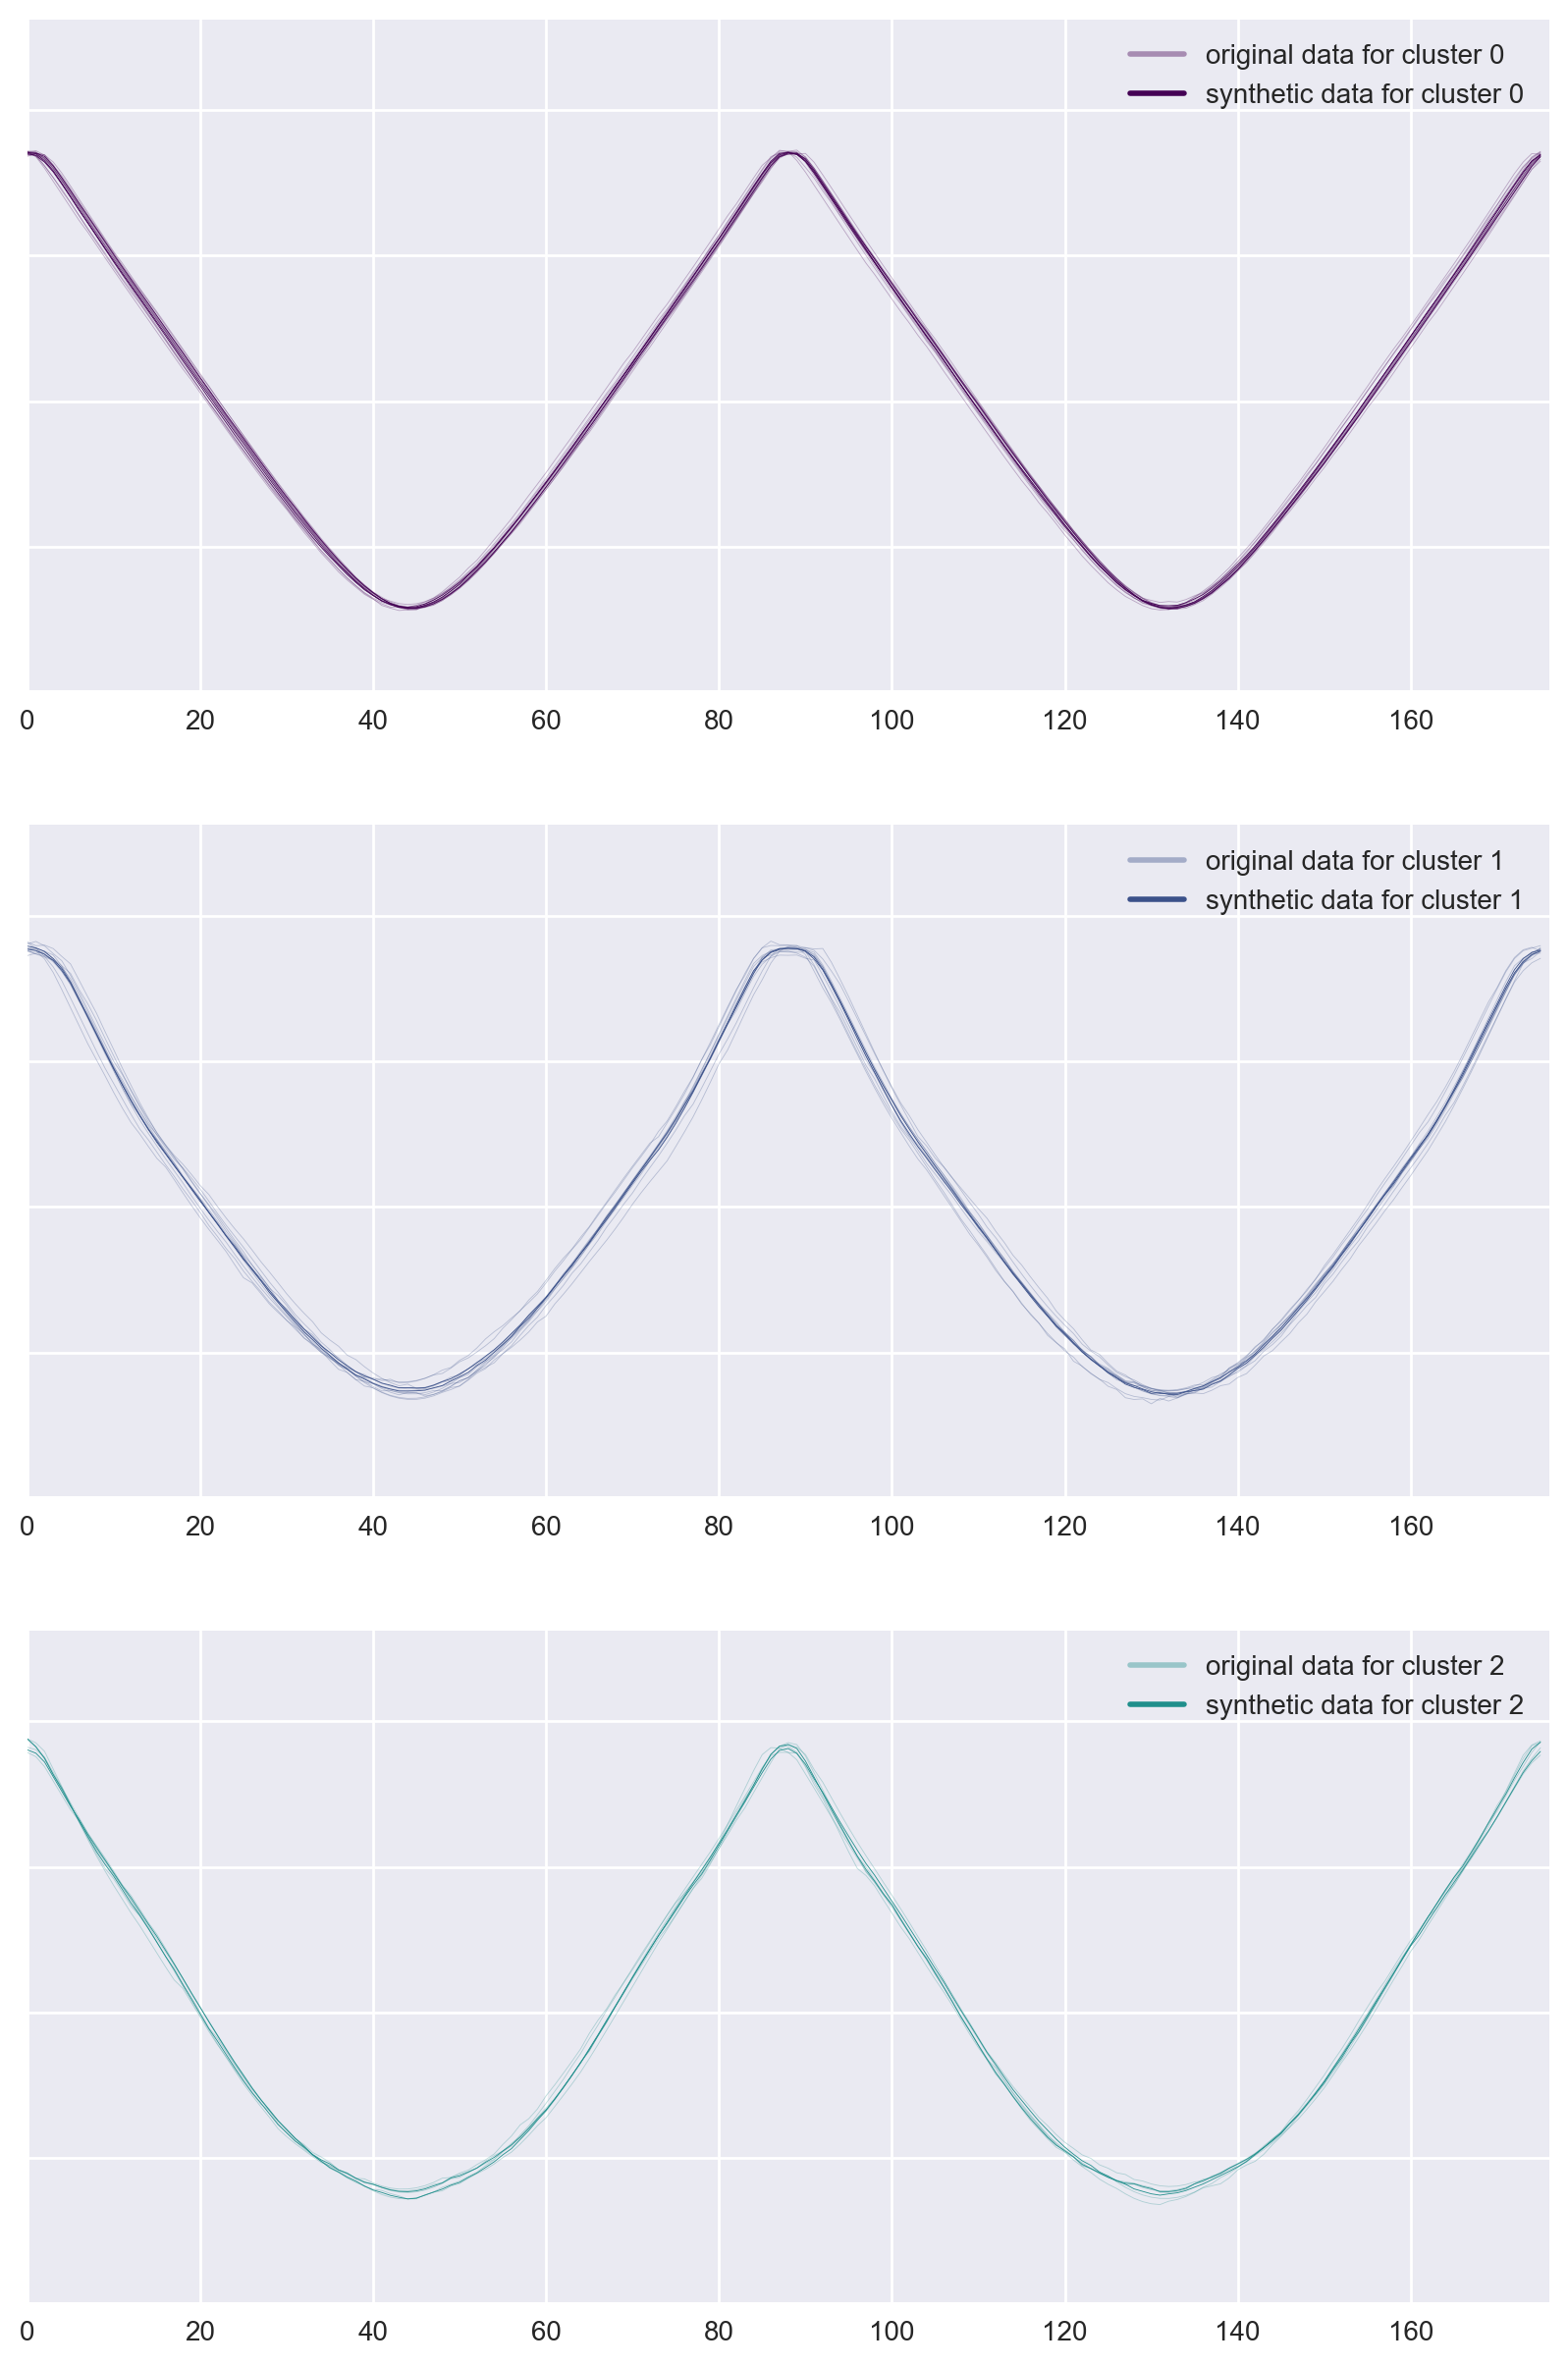 original data for cluster 0
synthetic data for cluster 0
0 20 40 60 80 100 120 140 160
original data for cluster 1
synthetic data for cluster 1
0 20 40 60 80 100 120 140 160
original data for cluster 2
synthetic data for cluster 2
0 20 40 60 80 100 120 140 160